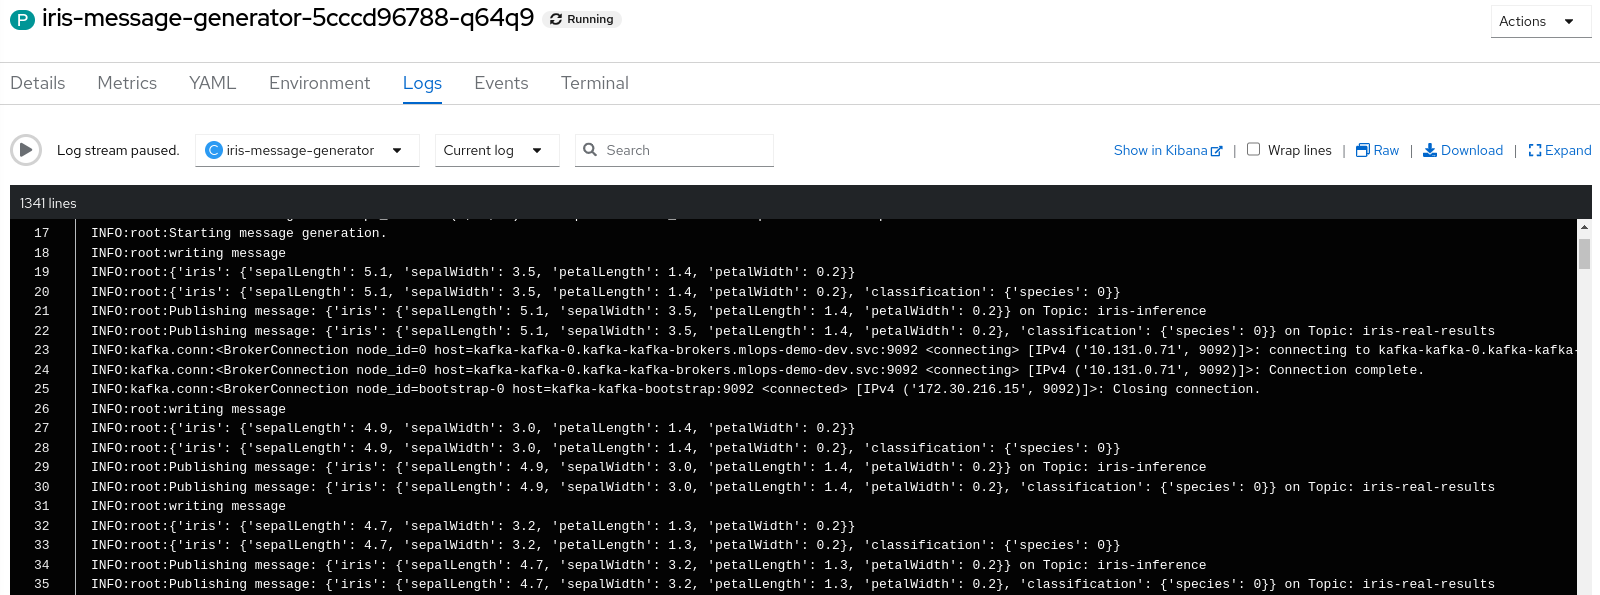 P iris-message-generator-5cccd96788-q64q9 Running
Actions
Details Metrics YAML Environment Logs Events Terminal
Log stream paused. C iris-message-generator Current log Search Show in Kibana | Wrap lines | Raw | Download | Expand
1341 lines
17 INFO:root:Starting message generation.
18 INFO:root:writing message
19 INFO:root:{'iris': {'sepalLength': 5.1, 'sepalWidth': 3.5, 'petalLength': 1.4, 'petalWidth': 0.2}}
20 INFO:root:{'iris': {'sepalLength': 5.1, 'sepalWidth': 3.5, 'petalLength': 1.4, 'petalWidth': 0.2}, 'classification': {'species': 0}}
21 INFO:root:Publishing message: {'iris': {'sepalLength': 5.1, 'sepalWidth': 3.5, 'petalLength': 1.4, 'petalWidth': 0.2}} on Topic: iris-inference
22 INFO:root:Publishing message: {'iris': {'sepalLength': 5.1, 'sepalWidth': 3.5, 'petalLength': 1.4, 'petalWidth': 0.2}, 'classification': {'species': 0}} on Topic: iris-real-results
23 INFO:kafka.conn:<BrokerConnection node_id=0 host=kafka-kafka-0.kafka-kafka-brokers.mlops-demo-dev.svc:9092 <connecting> [IPv4 ('10.131.0.71', 9092)]>: connecting to kafka-kafka-0.kafka-kafka-
24 INFO:kafka.conn:<BrokerConnection node_id=0 host=kafka-kafka-0.kafka-kafka-brokers.mlops-demo-dev.svc:9092 <connecting> [IPv4 ('10.131.0.71', 9092)]>: Connection complete.
25 INFO:kafka.conn:<BrokerConnection node_id=bootstrap-0 host=kafka-kafka-bootstrap:9092 <connected> [IPv4 ('172.30.216.15', 9092)]>: Closing connection.
26 INFO:root:writing message
27 INFO:root:{'iris': {'sepalLength': 4.9, 'sepalWidth': 3.0, 'petalLength': 1.4, 'petalWidth': 0.2}}
28 INFO:root:{'iris': {'sepalLength': 4.9, 'sepalWidth': 3.0, 'petalLength': 1.4, 'petalWidth': 0.2}, 'classification': {'species': 0}}
29 INFO:root:Publishing message: {'iris': {'sepalLength': 4.9, 'sepalWidth': 3.0, 'petalLength': 1.4, 'petalWidth': 0.2}} on Topic: iris-inference
30 INFO:root:Publishing message: {'iris': {'sepalLength': 4.9, 'sepalWidth': 3.0, 'petalLength': 1.4, 'petalWidth': 0.2}, 'classification': {'species': 0}} on Topic: iris-real-results
31 INFO:root:writing message
32 INFO:root:{'iris': {'sepalLength': 4.7, 'sepalWidth': 3.2, 'petalLength': 1.3, 'petalWidth': 0.2}}
33 INFO:root:{'iris': {'sepalLength': 4.7, 'sepalWidth': 3.2, 'petalLength': 1.3, 'petalWidth': 0.2}, 'classification': {'species': 0}}
34 INFO:root:Publishing message: {'iris': {'sepalLength': 4.7, 'sepalWidth': 3.2, 'petalLength': 1.3, 'petalWidth': 0.2}} on Topic: iris-inference
35 INFO:root:Publishing message: {'iris': {'sepalLength': 4.7, 'sepalWidth': 3.2, 'petalLength': 1.3, 'petalWidth': 0.2}, 'classification': {'species': 0}} on Topic: iris-real-results